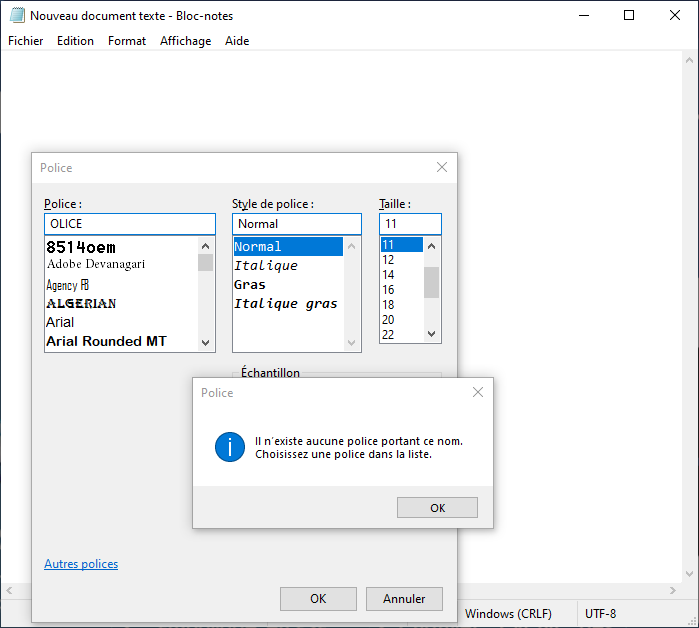 Nouveau document texte - Bloc-notes
Fichier Edition Format Affichage Aide
Police
Police : Style de police : Taille :
OLICE Normal 11
8514oem
Adobe Devanagari
Agency FB
ALGERIAN
Arial
Arial Rounded MT
Normal
Italique
Gras
Italique gras
11
12
14
16
18
20
22
Échantillon
Police
Il n'existe aucune police portant ce nom.
Choisissez une police dans la liste.
OK
Autres polices
OK Annuler
Windows (CRLF) UTF-8